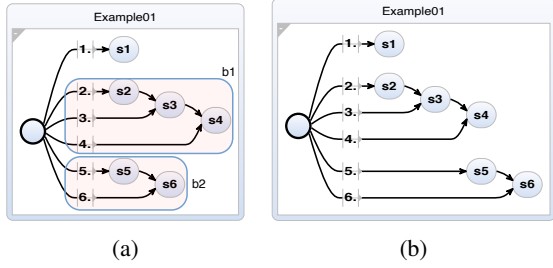 Example01
1. s1
b1
2. s2
s3
3.
s4
4.
5. s5
s6
b2
6.
(a)
Example01
1. s1
2. s2
s3
3.
s4
4.
5. s5
s6
6.
(b)